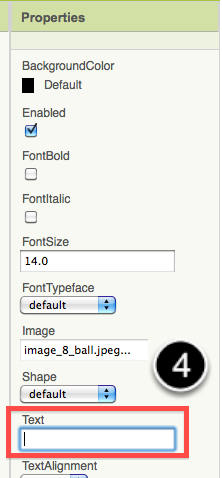 Properties
BackgroundColor
Default
Enabled
FontBold
FontItalic
FontSize
14.0
FontTypeface
default
Image
image_8_ball.jpeg...
4
Shape
default
Text
TextAlignment